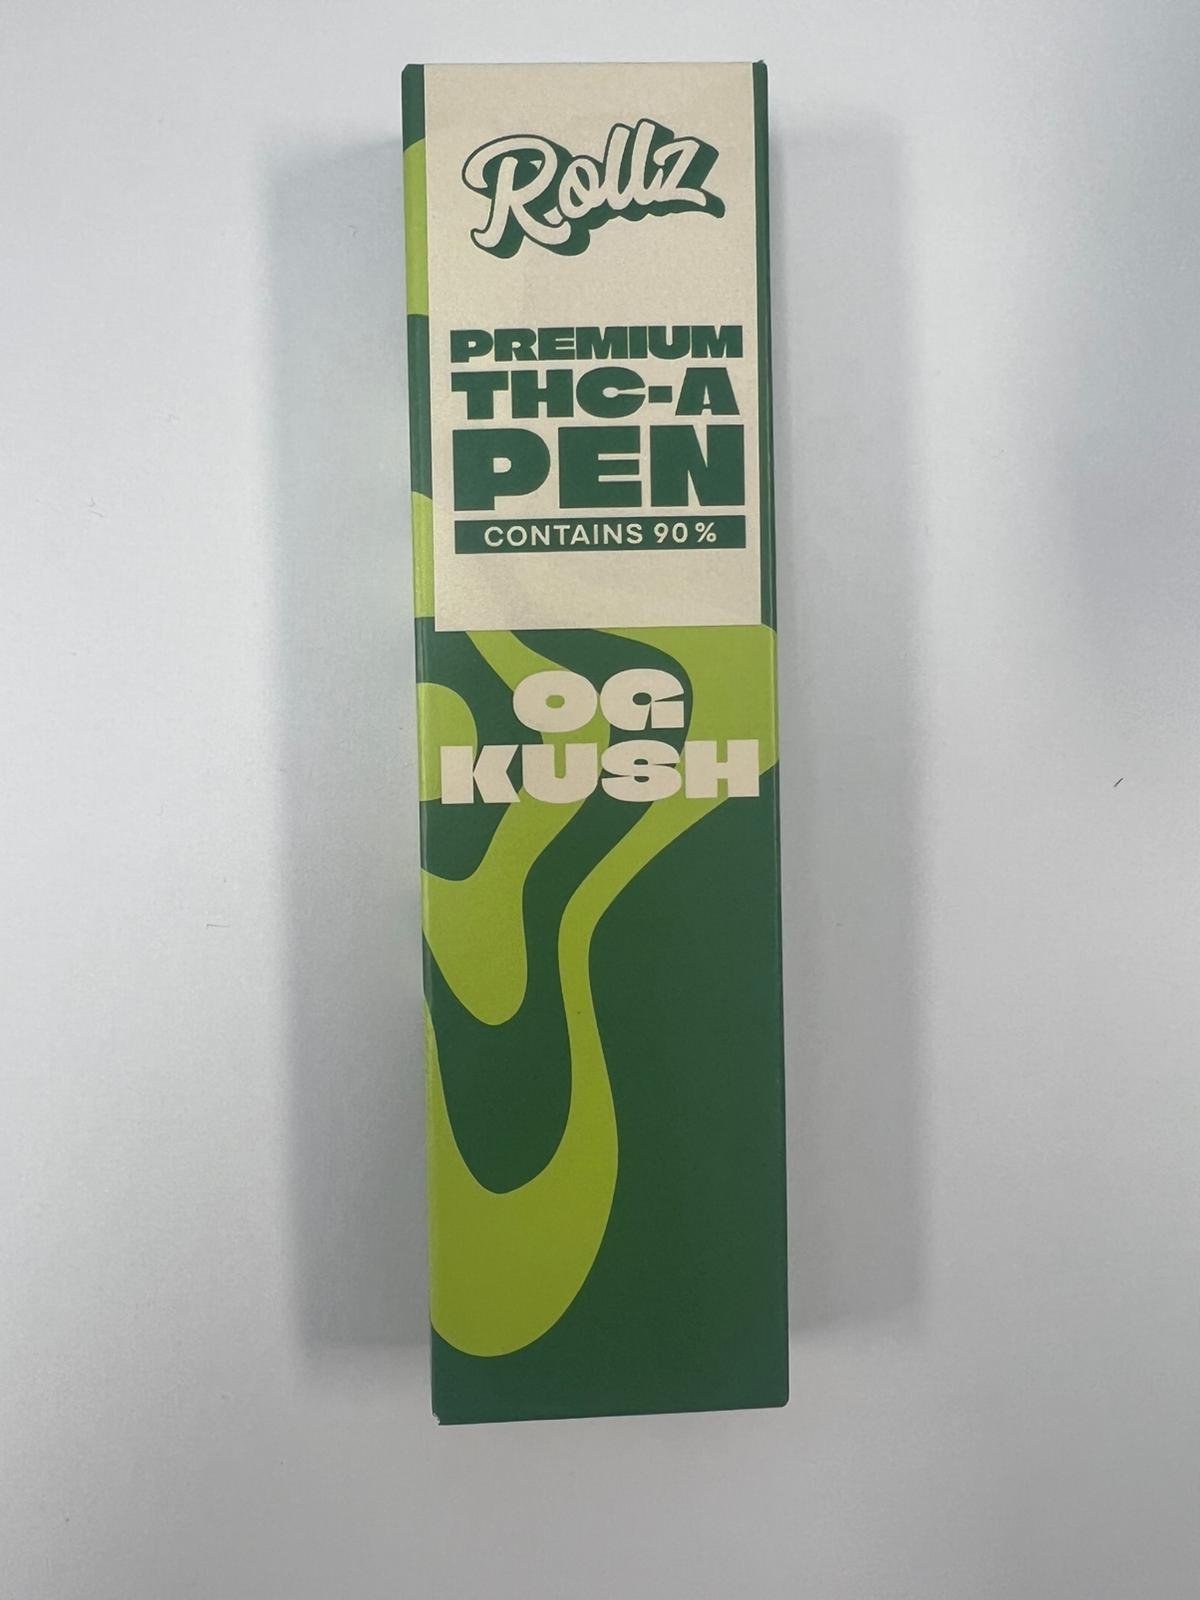 Rollz
PREMIUM
THC-A
PEN
CONTAINS 90%
OG
KUSH